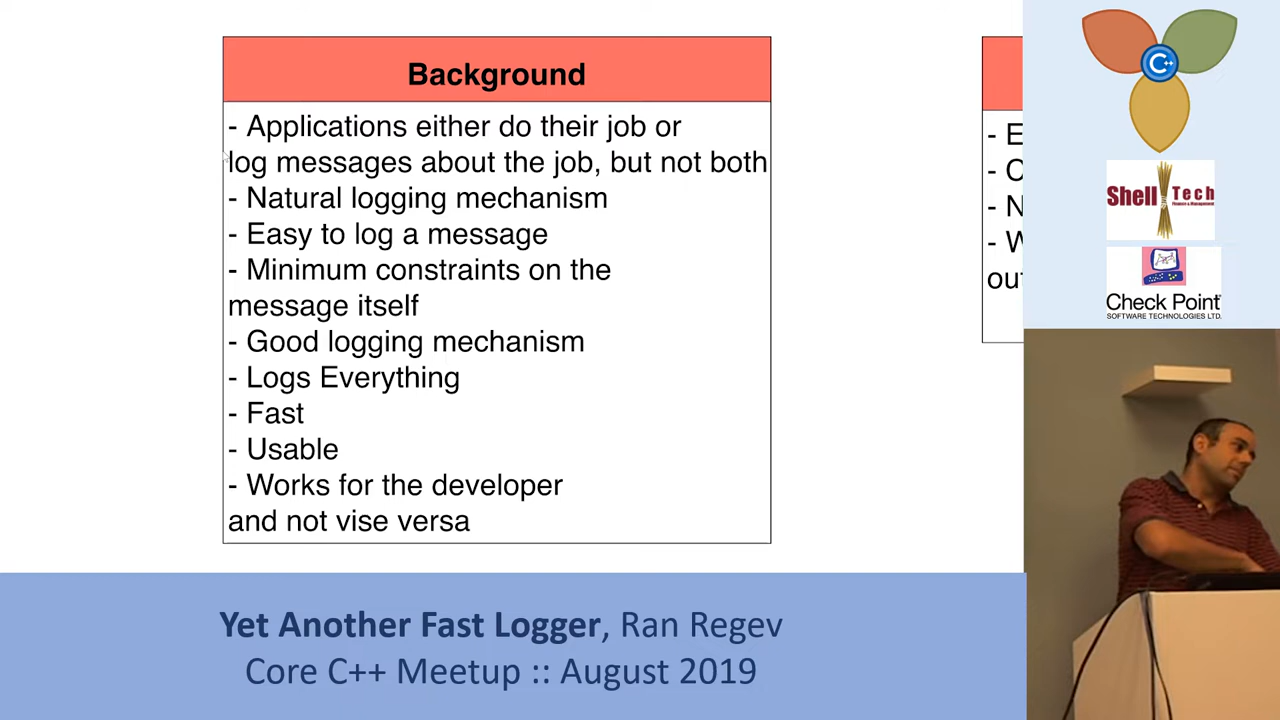 Background
- Applications either do their job or
log messages about the job, but not both
- Natural logging mechanism
- Easy to log a message
- Minimum constraints on the
message itself
- Good logging mechanism
- Logs Everything
- Fast
- Usable
- Works for the developer
and not vise versa
- E
- C
- N
- W
out
C++
Shell Tech
Check Point
SOFTWARE TECHNOLOGIES LTD.
Yet Another Fast Logger, Ran Regev
Core C++ Meetup :: August 2019